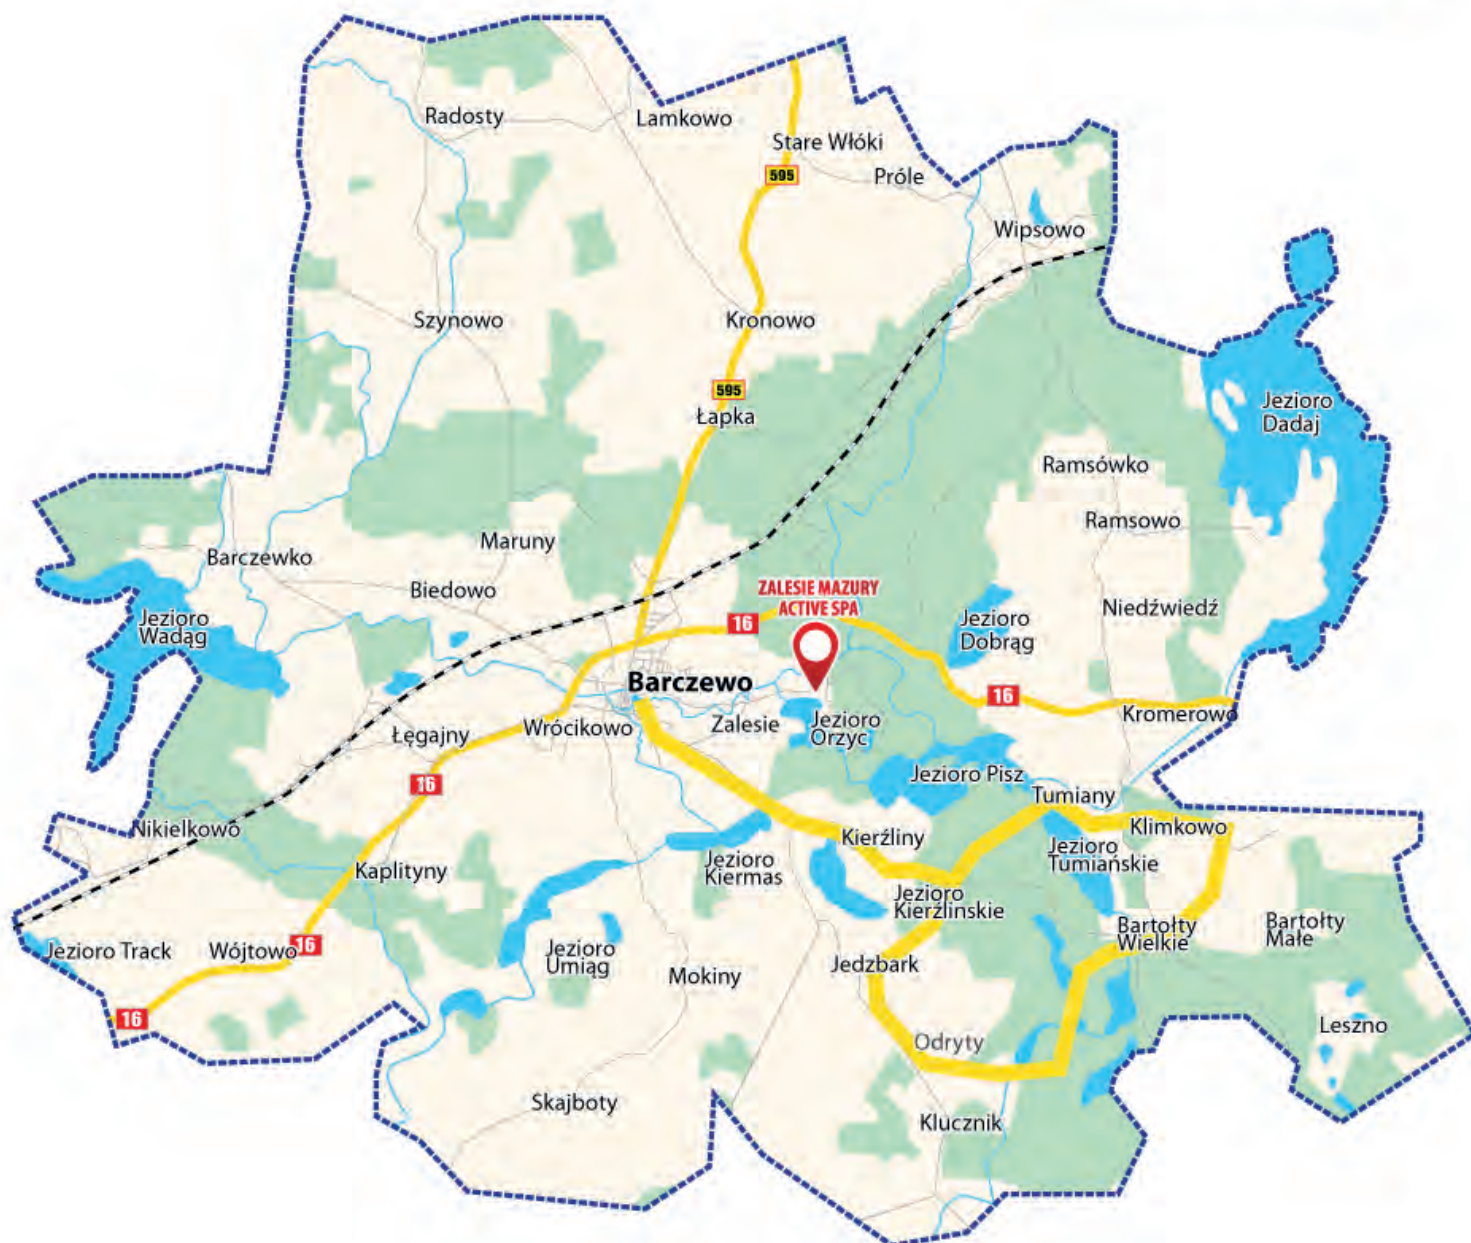 Radosty
Lamkowo
Stare Włóki
595
Próle
Wipsowo
Szynowo
Kronowo
595
Łapka
Jezioro
Dadaj
Ramsówko
Ramsowo
Maruny
Barczewko
Biedowo
ZALESIE MAZURY
ACTIVE SPA
Niedźwiedź
Jezioro
Wadąg
16
Jezioro
Dobrąg
Barczewo
16
Kromerowo
Łęgajny
Wrócikowo
Zalesie
Jezioro
Orzyc
16
Jezioro Pisz
Tumiany
Nikielkowo
Kierźliny
Klimkowo
Jezioro
Tumiańskie
Kaplityny
Jezioro
Kiermas
Jezioro
Kierźlinskie
Bartołty
Wielkie
Bartołty
Małe
Jezioro Track
Wójtowo
16
Jezioro
Umiąg
Mokiny
Jedzbark
16
Leszno
Odryty
Skajboty
Klucznik